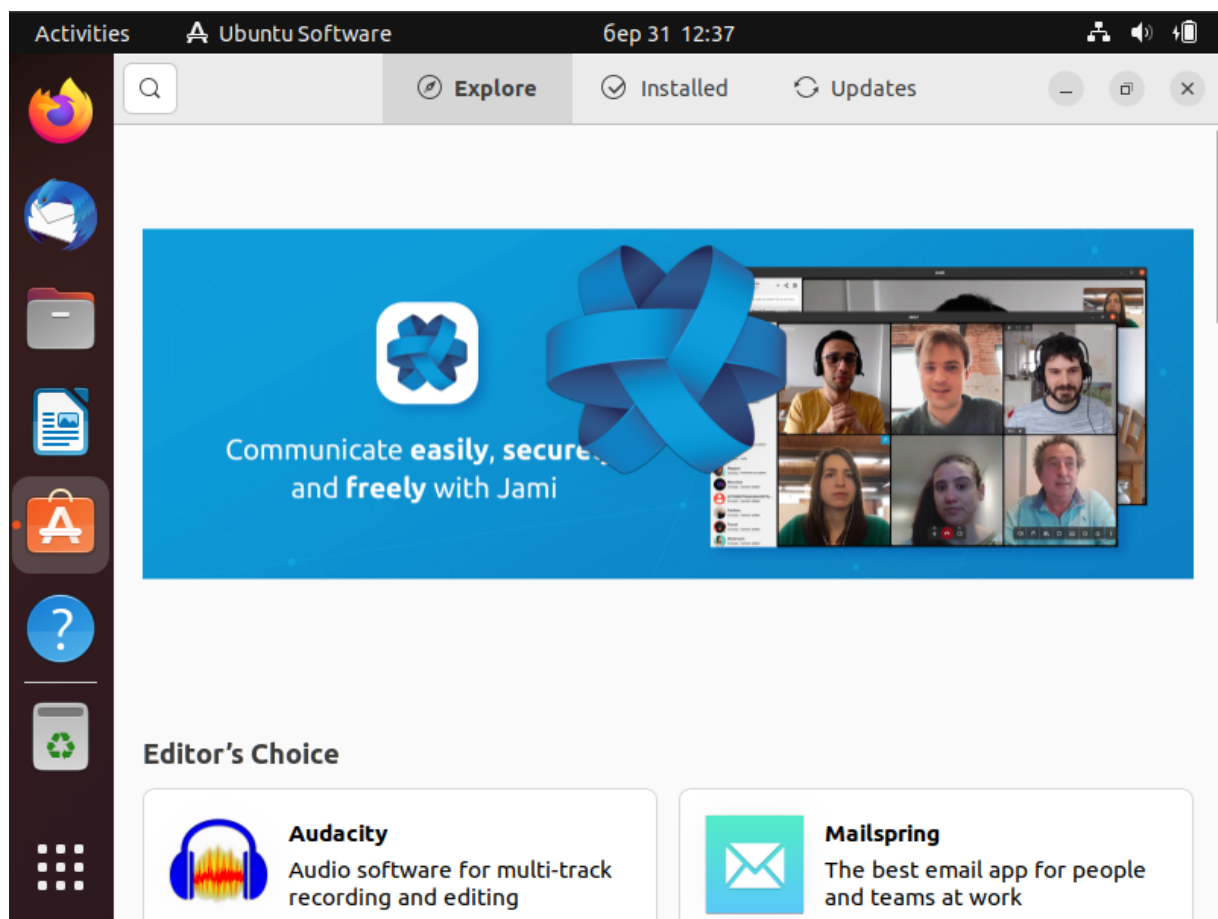 Activities
Ubuntu Software
бер 31 12:37
Explore
Installed
Updates
Communicate easily, secure
and freely with Jami
Editor's Choice
Audacity
Audio software for multi-track
recording and editing
Mailspring
The best email app for people
and teams at work